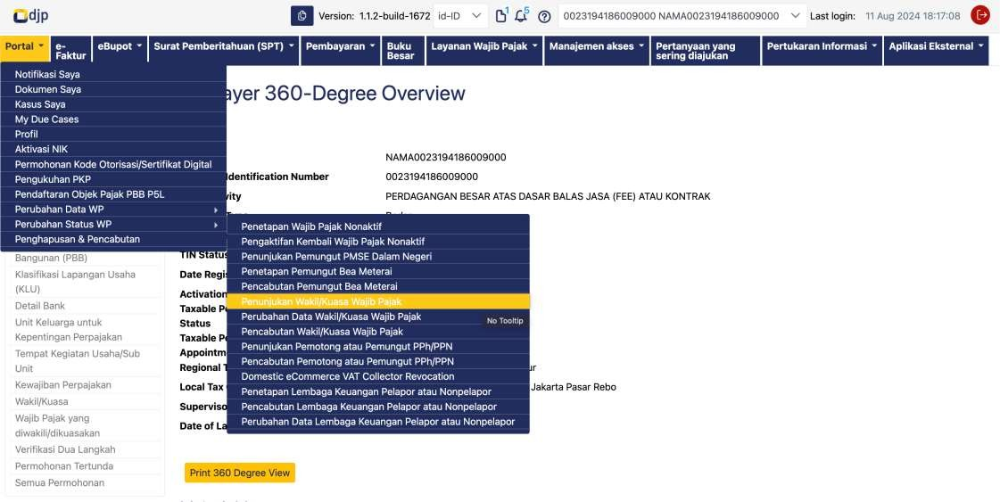 djp
Version: 1.1.2-build-1672
id-ID
1
5
0023194186009000 NAMA0023194186009000
Last login: 11 Aug 2024 18:17:08
Portal
e-Faktur
eBupot
Surat Pemberitahuan (SPT)
Pembayaran
Buku Besar
Layanan Wajib Pajak
Manajemen akses
Pertanyaan yang sering diajukan
Pertukaran Informasi
Aplikasi Eksternal
Notifikasi Saya
Dokumen Saya
Kasus Saya
My Due Cases
Profil
Aktivasi NIK
Permohonan Kode Otorisasi/Sertifikat Digital
Pengukuhan PKP
Pendaftaran Objek Pajak PBB P5L
Perubahan Data WP
Perubahan Status WP
Penghapusan & Pencabutan
Penetapan Wajib Pajak Nonaktif
Pengaktifan Kembali Wajib Pajak Nonaktif
Penunjukan Pemungut PMSE Dalam Negeri
Penetapan Pemungut Bea Meterai
Pencabutan Pemungut Bea Meterai
Penunjukan Wakil/Kuasa Wajib Pajak
Perubahan Data Wakil/Kuasa Wajib Pajak
No Tooltip
Pencabutan Wakil/Kuasa Wajib Pajak
Penunjukan Pemotong atau Pemungut PPh/PPN
Pencabutan Pemotong atau Pemungut PPh/PPN
Domestic eCommerce VAT Collector Revocation
Penetapan Lembaga Keuangan Pelapor atau Nonpelapor
Pencabutan Lembaga Keuangan Pelapor atau Nonpelapor
Perubahan Data Lembaga Keuangan Pelapor atau Nonpelapor
Bangunan (PBB)
Klasifikasi Lapangan Usaha
(KLU)
Detail Bank
Unit Keluarga untuk
Kepentingan Perpajakan
Tempat Kegiatan Usaha/Sub
Unit
Kewajiban Perpajakan
Wakil/Kuasa
Wajib Pajak yang
diwakili/dikuasakan
Verifikasi Dua Langkah
Permohonan Tertunda
Semua Permohonan
ayer 360-Degree Overview
NAMA0023194186009000
Identification Number 0023194186009000
vity PERDAGANGAN BESAR ATAS DASAR BALAS JASA (FEE) ATAU KONTRAK
TIN Status
Date Regis
Activation
Taxable P
Status
Taxable P
Appointm
Regional T ur
Local Tax Jakarta Pasar Rebo
Superviso
Date of La
Print 360 Degree View